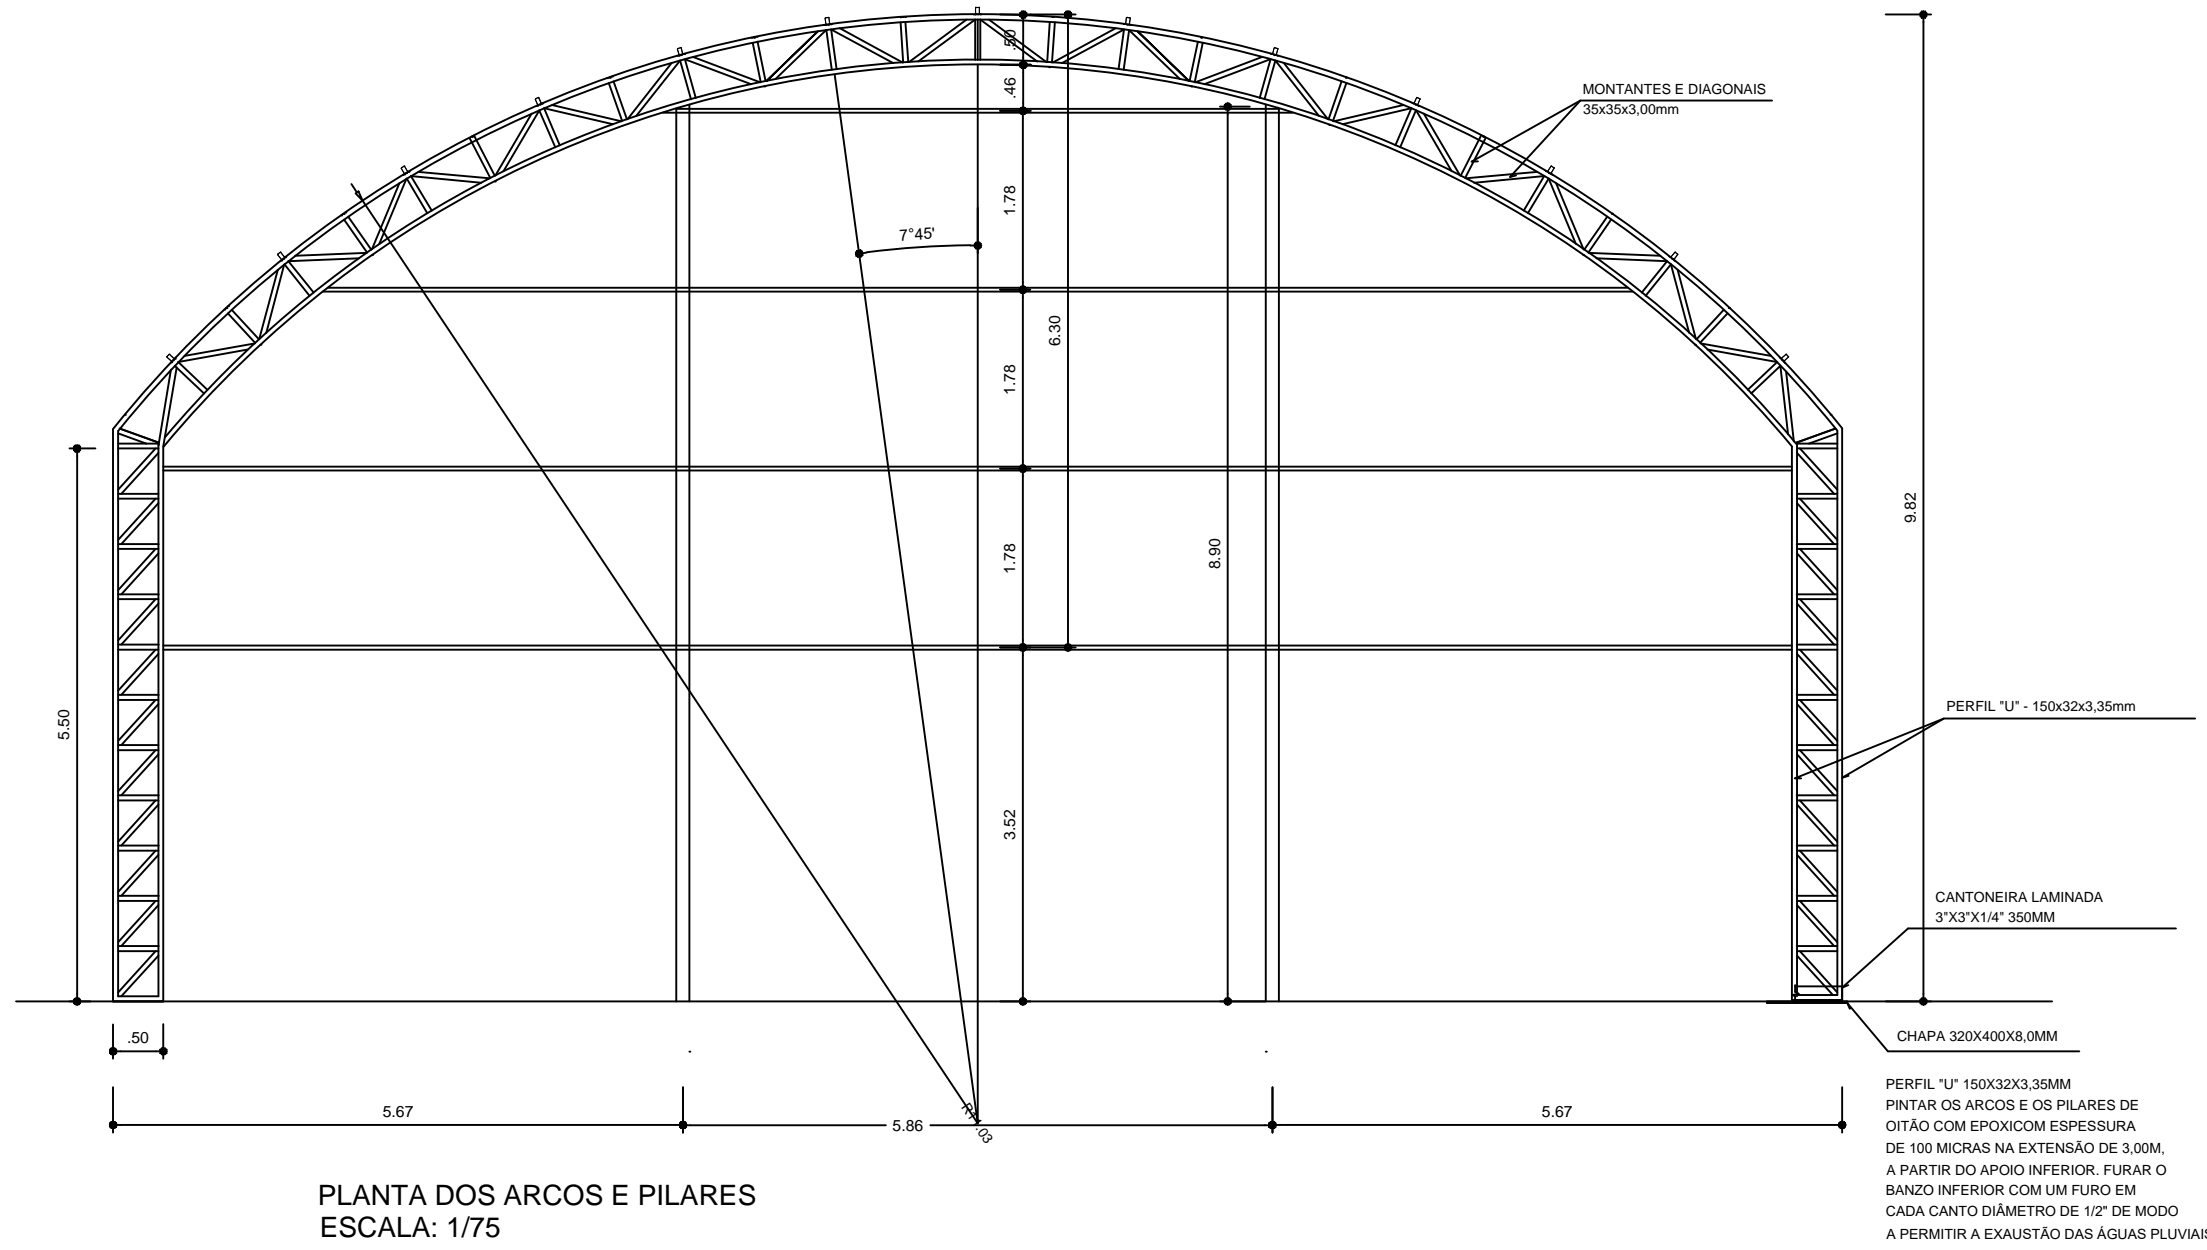 .50
.46
MONTANTES E DIAGONAIS
35x35x3,00mm
1.78
7°45'
6.30
1.78
9.82
8.90
1.78
5.50
PERFIL "U" - 150x32x3,35mm
3.52
CANTONEIRA LAMINADA
3"X3"X1/4" 350MM
.50
CHAPA 320X400X8,0MM
5.67
5.86
R11.03
5.67
PERFIL "U" 150X32X3,35MM
PINTAR OS ARCOS E OS PILARES DE
OITÃO COM EPOXICOM ESPESSURA
DE 100 MICRAS NA EXTENSÃO DE 3,00M,
A PARTIR DO APOIO INFERIOR. FURAR O
BANZO INFERIOR COM UM FURO EM
CADA CANTO DIÂMETRO DE 1/2" DE MODO
A PERMITIR A EXAUSTÃO DAS ÁGUAS PLUVIAIS
PLANTA DOS ARCOS E PILARES
ESCALA: 1/75